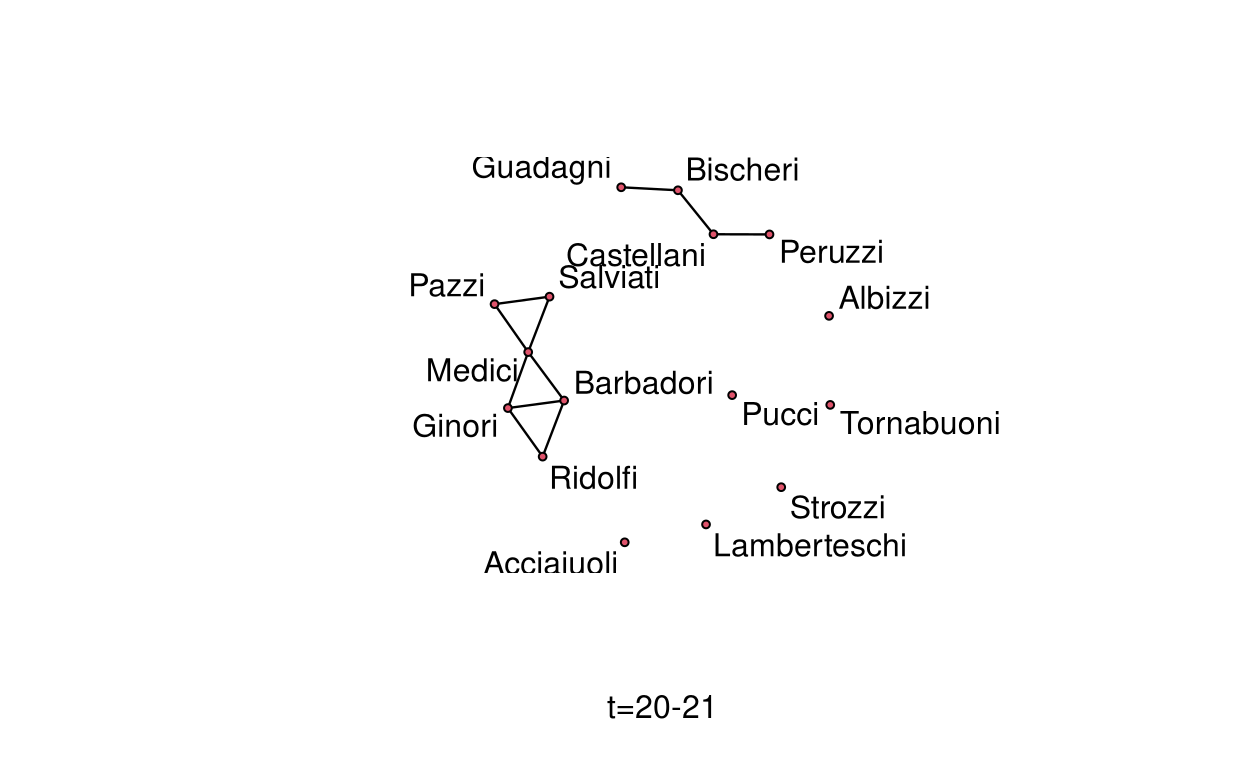 Guadagni
Bischeri
Castellani
Peruzzi
Salviati
Pazzi
Albizzi
Medici
Barbadori
Pucci
Tornabuoni
Ginori
Ridolfi
Strozzi
Lamberteschi
Acciaiuoli
t=20-21